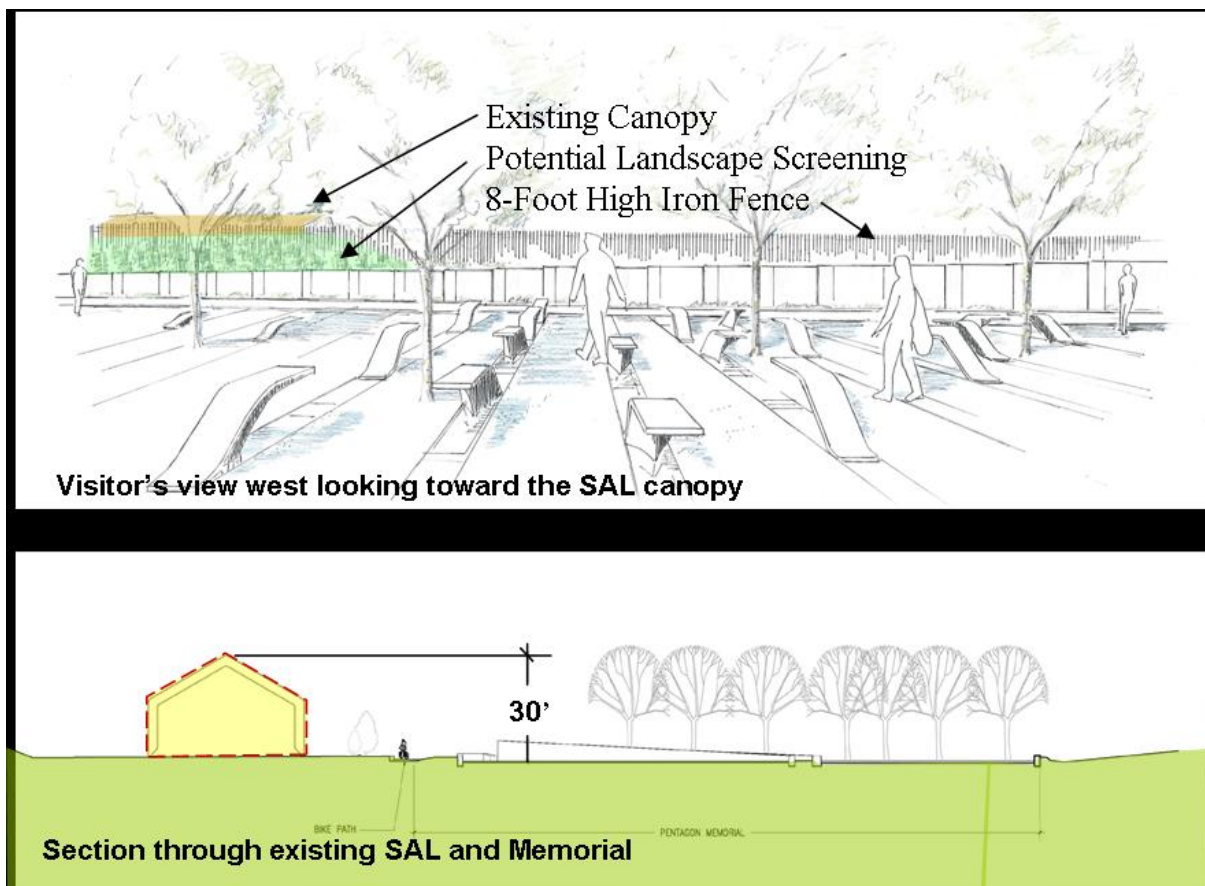 Existing Canopy
Potential Landscape Screening
8-Foot High Iron Fence
Visitor's view west looking toward the SAL canopy
30'
BIKE PATH
PENTAGON MEMORIAL
Section through existing SAL and Memorial